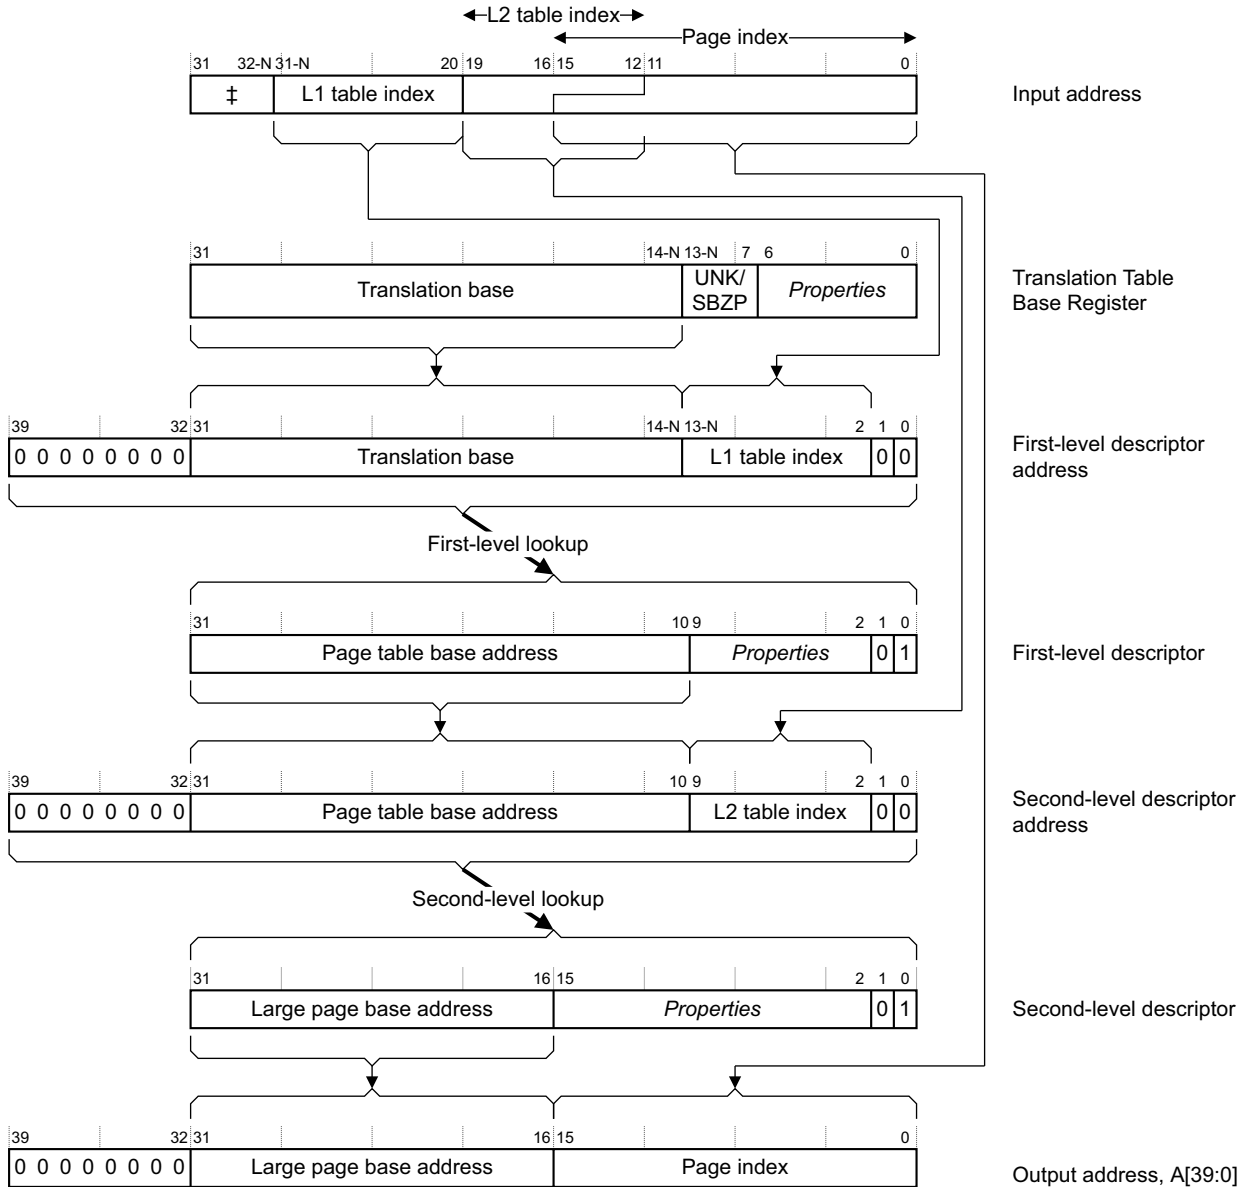 L2 table index
Page index
31 32-N 31-N 20 19 16 15 12 11 0
‡ L1 table index
Input address
31 14-N 13-N 7 6 0
Translation base UNK/ SBZP Properties
Translation Table
Base Register
39 32 31 14-N 13-N 2 1 0
0 0 0 0 0 0 0 0 Translation base L1 table index 0 0
First-level descriptor
address
First-level lookup
31 10 9 2 1 0
Page table base address Properties 0 1
First-level descriptor
39 32 31 10 9 2 1 0
0 0 0 0 0 0 0 0 Page table base address L2 table index 0 0
Second-level descriptor
address
Second-level lookup
31 16 15 2 1 0
Large page base address Properties 0 1
Second-level descriptor
39 32 31 16 15 0
0 0 0 0 0 0 0 0 Large page base address Page index
Output address, A[39:0]